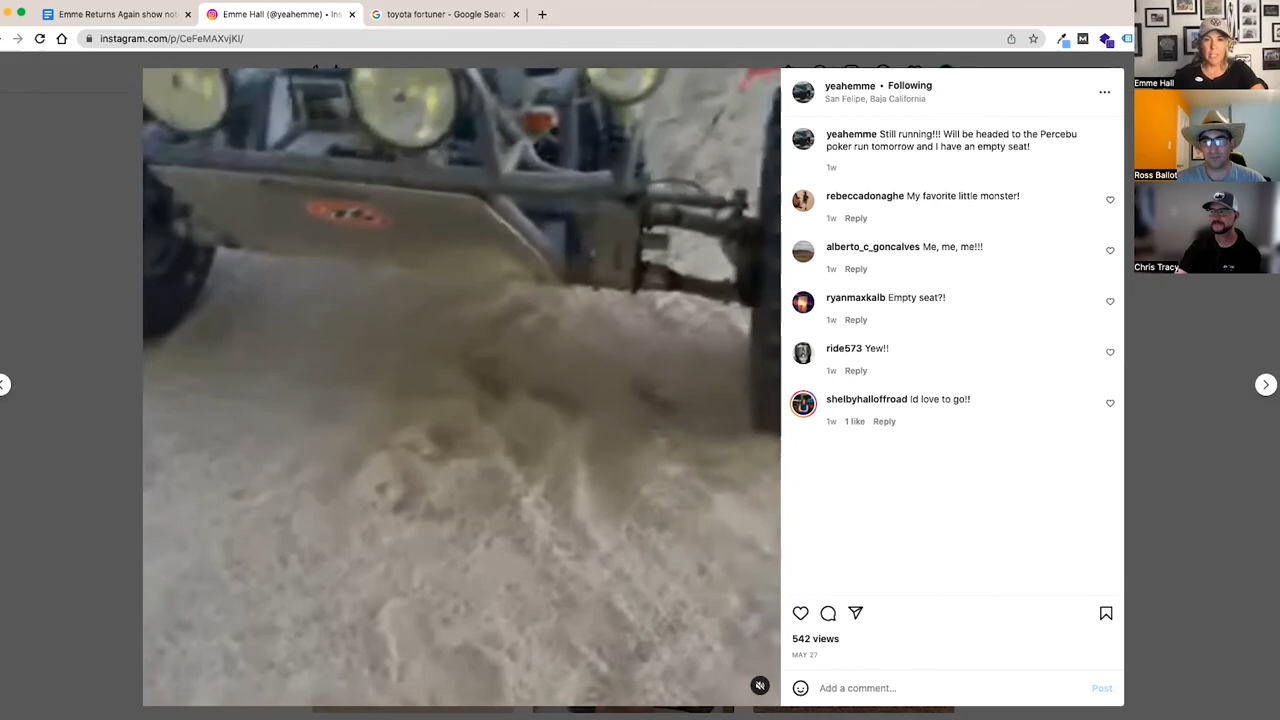 Emme Returns Again show not
Emme Hall (@yeahemme) • Ins
toyota fortuner - Google Searc
instagram.com/p/CeFeMAXvjKI/
Emme Hall
Ross Ballot
Chris Tracy
yeahemme • Following
San Felipe, Baja California
yeahemme Still running!!! Will be headed to the Percebu
poker run tomorrow and I have an empty seat!
1w
rebeccadonaghe My favorite little monster!
1w Reply
alberto_c_goncalves Me, me, me!!!
1w Reply
ryanmaxkalb Empty seat?!
1w Reply
ride573 Yew!!
1w Reply
shelbyhalloffroad Id love to go!!
1w 1 like Reply
542 views
MAY 27
Add a comment...
Post